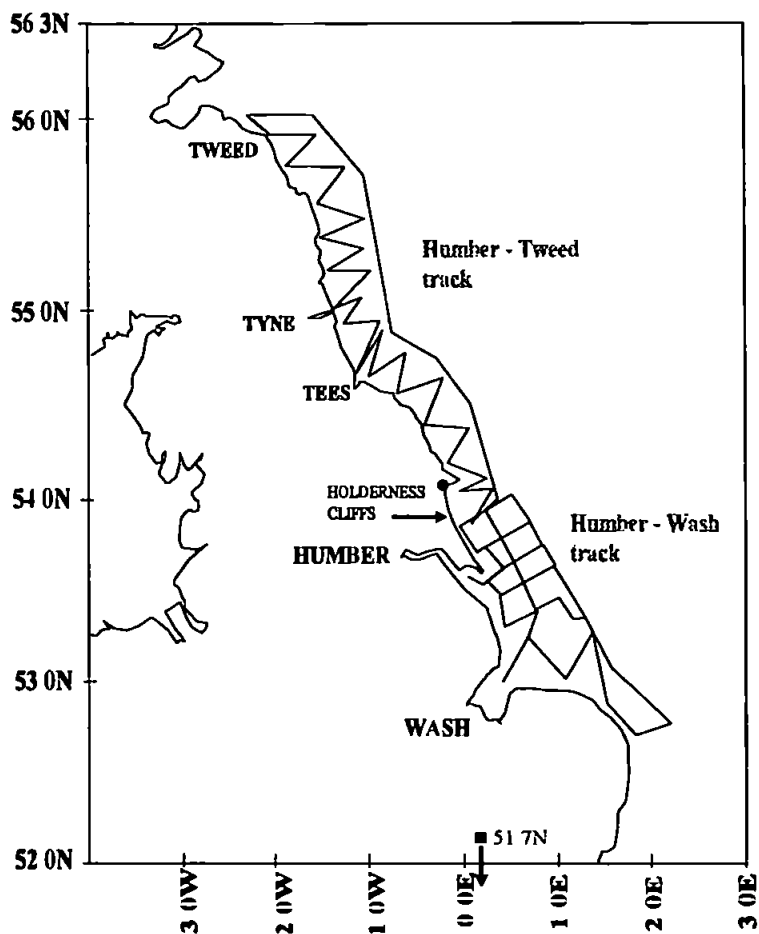 56 3N
56 0N
TWEED
Humber - Tweed
track
55 0N
TYNE
TEES
54 0N
HOLDERNESS
CLIFFS
Humber - Wash
track
HUMBER
53 0N
WASH
51 7N
52 0N
3 0W
2 0W
1 0W
0 0E
1 0E
2 0E
3 0E